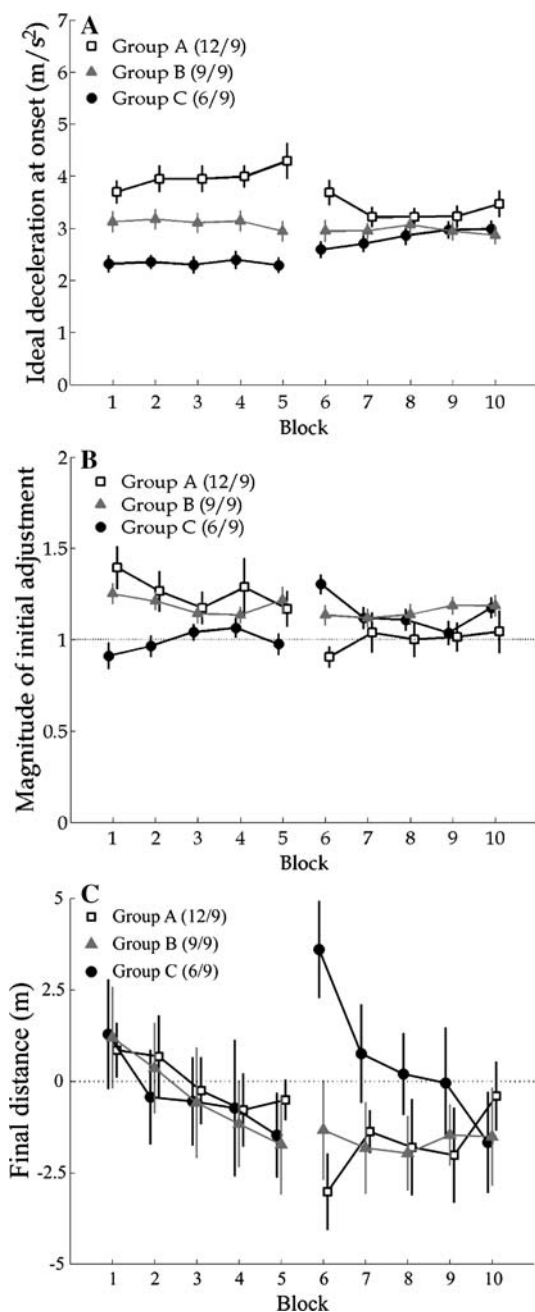 A
Ideal deceleration at onset (m/s²)
7
6
5
4
3
2
1
0
Group A (12/9)
Group B (9/9)
Group C (6/9)
1 2 3 4 5 6 7 8 9 10
Block
B
Magnitude of initial adjustment
2
1.5
1
0.5
0
Group A (12/9)
Group B (9/9)
Group C (6/9)
1 2 3 4 5 6 7 8 9 10
Block
C
Final distance (m)
5
2.5
0
-2.5
-5
Group A (12/9)
Group B (9/9)
Group C (6/9)
1 2 3 4 5 6 7 8 9 10
Block